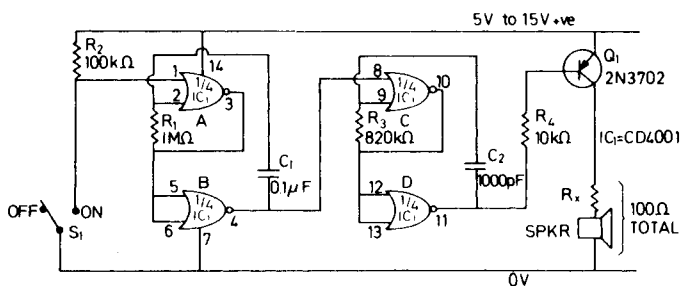 5V to 15V +ve
R2
100kΩ
1
14
1/4
IC1
2
3
A
R1
1MΩ
C1
0.1µF
B
5
1/4
IC1
6
4
7
OFF
ON
S1
8
10
1/4
IC1
9
C
R3
820kΩ
C2
1000pF
D
12
1/4
IC1
13
11
R4
10kΩ
Q1
2N3702
IC1=CD4001
Rx
100Ω
TOTAL
SPKR
0V